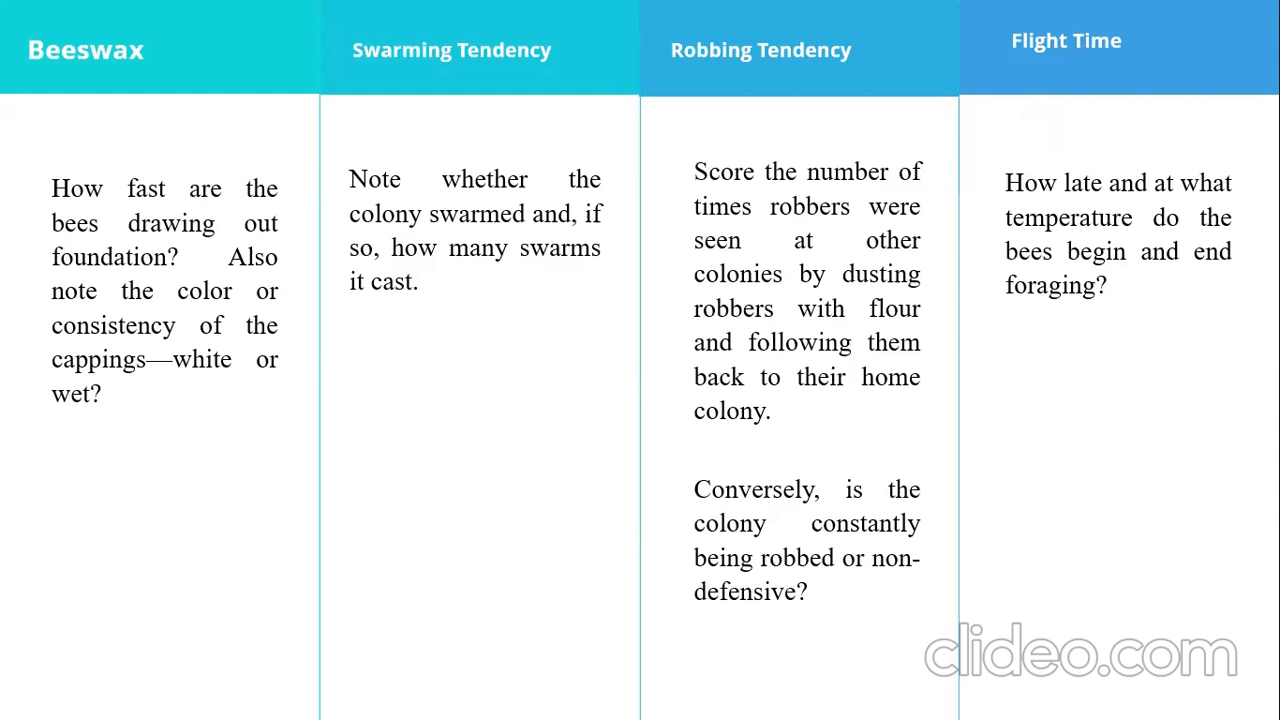 Beeswax
How fast are the
bees drawing out
foundation? Also
note the color or
consistency of the
cappings—white or
wet?
Swarming Tendency
Note whether the
colony swarmed and, if
so, how many swarms
it cast.
Robbing Tendency
Score the number of
times robbers were
seen at other
colonies by dusting
robbers with flour
and following them
back to their home
colony.
Conversely, is the
colony constantly
being robbed or non-
defensive?
Flight Time
How late and at what
temperature do the
bees begin and end
foraging?
clideo.com